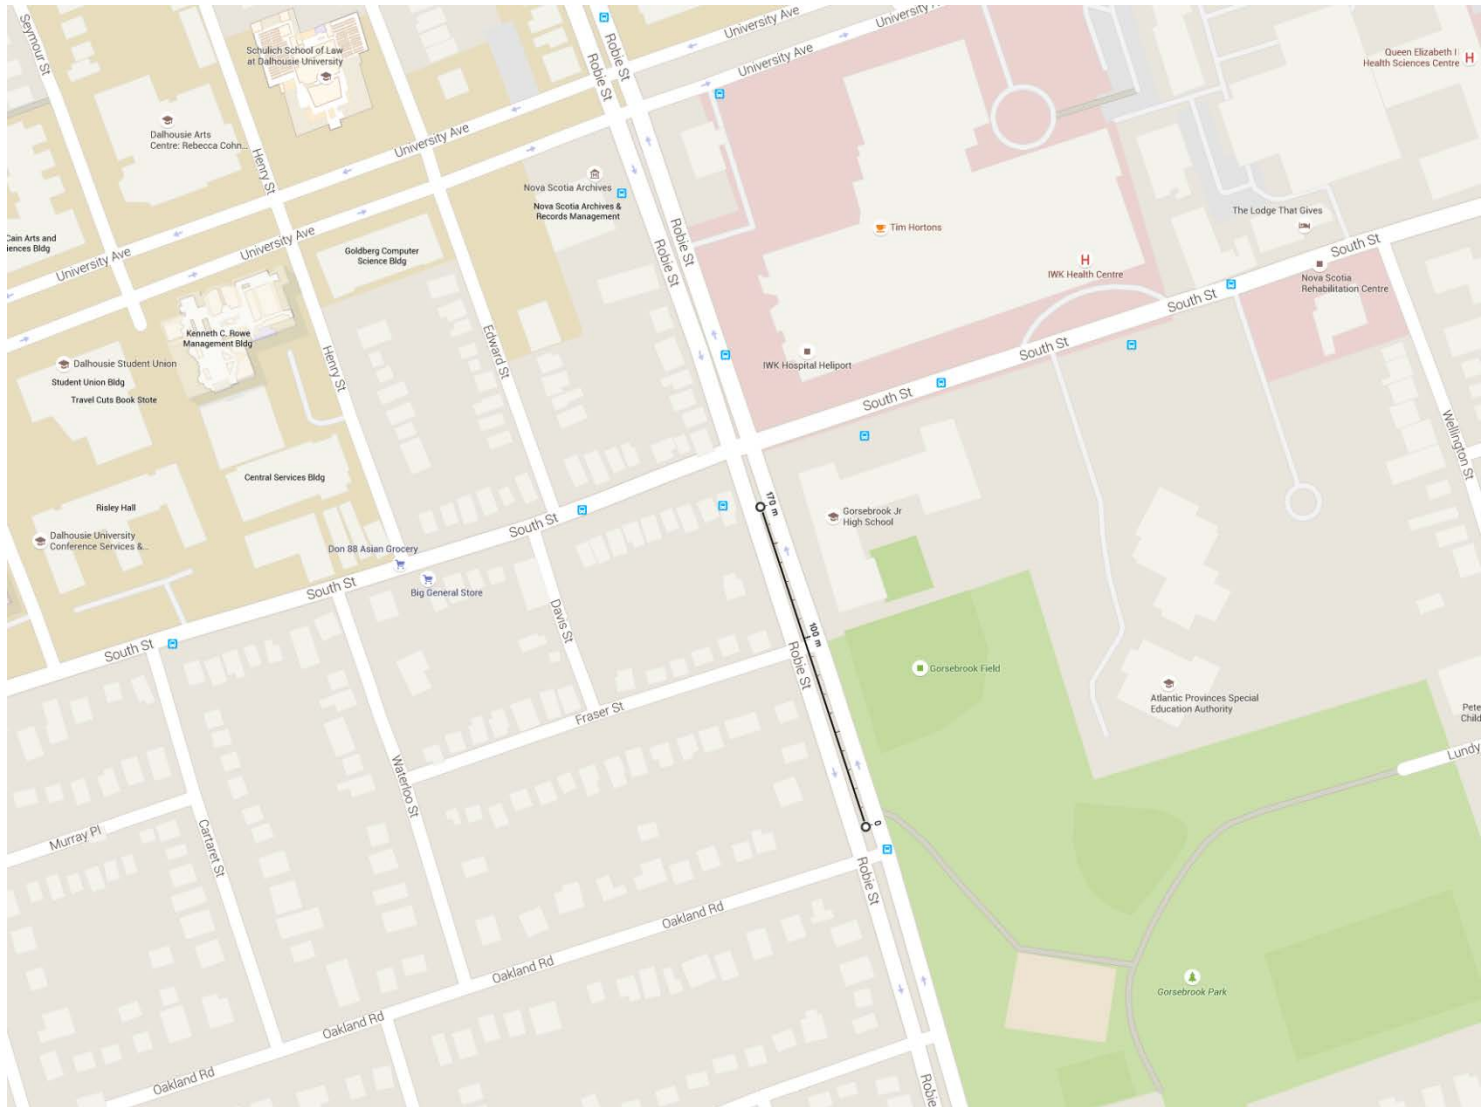 Seymour St
Schulich School of Law
at Dalhousie University
Robie St
Robie St
University Ave
University A
University Ave
Queen Elizabeth I
Health Sciences Centre
H
Dalhousie Arts
Centre: Rebecca Cohn...
University Ave
Henry St
Nova Scotia Archives
Nova Scotia Archives &
Records Management
Robie St
Robie St
Tim Hortons
The Lodge That Gives
South St
Cain Arts and
iences Bldg
University Ave
University Ave
Goldberg Computer
Science Bldg
H
IWK Health Centre
Nova Scotia
Rehabilitation Centre
South St
Kenneth C. Rowe
Management Bldg
Henry St
Edward St
IWK Hospital Heliport
South St
South St
Dalhousie Student Union
Student Union Bldg
Travel Cuts Book Stote
Wellington St
Central Services Bldg
Risley Hall
Dalhousie University
Conference Services &...
South St
170 m
Gorsebrook Jr
High School
Don 88 Asian Grocery
Big General Store
South St
Davis St
South St
100 m
Robie St
Gorsebrook Field
Atlantic Provinces Special
Education Authority
Pete
Child
Fraser St
Waterloo St
Lundy
Murray Pl
Cartaret St
0
Robie St
Oakland Rd
Oakland Rd
Gorsebrook Park
Oakland Rd
Oakland Rd
Robie St